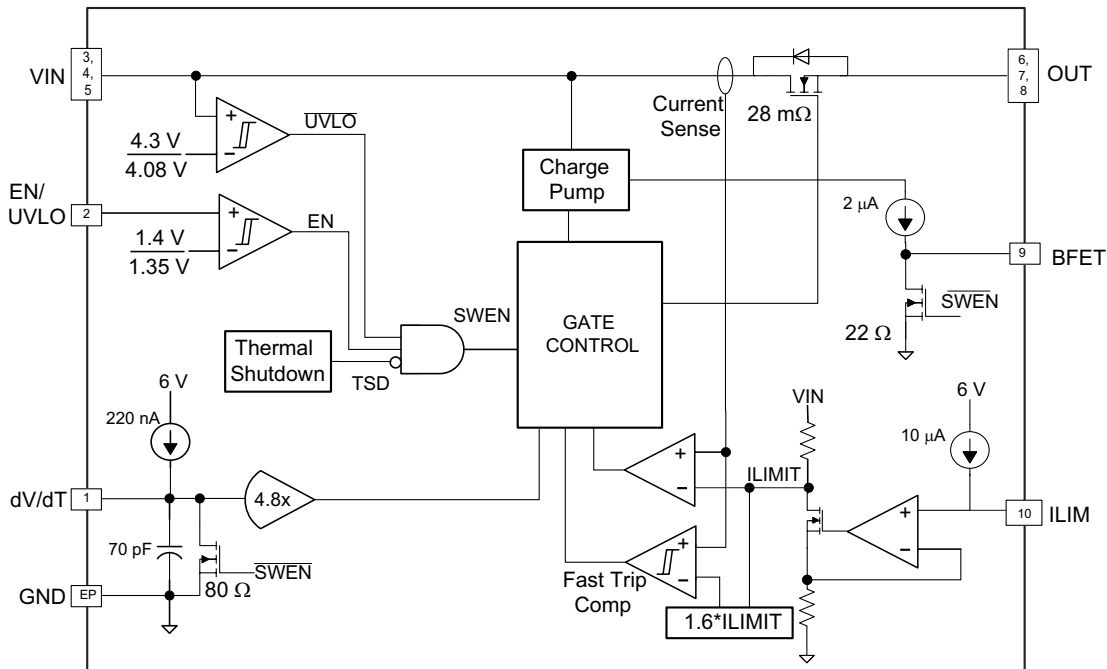 VIN
3,
4,
5
6,
7,
8
OUT
Current
Sense
28 mΩ
UVLO
4.3 V
4.08 V
Charge
Pump
EN/
UVLO
2
EN
1.4 V
1.35 V
2 μA
9
BFET
SWEN
22 Ω
SWEN
GATE
CONTROL
Thermal
Shutdown
TSD
6 V
220 nA
VIN
6 V
10 μA
dV/dT
1
4.8x
ILIMIT
10
ILIM
70 pF
SWEN
80 Ω
GND
EP
Fast Trip
Comp
1.6*ILIMIT
+
−
+
−
+
−
+
−
+
−